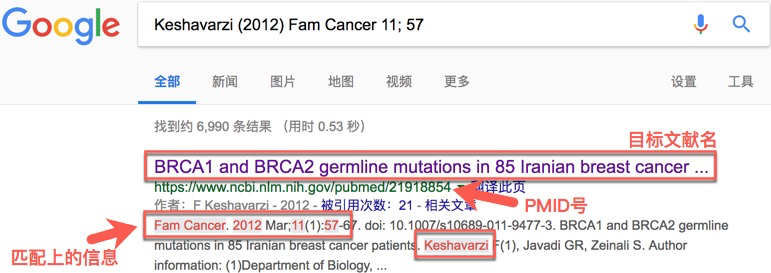 Google
Keshavarzi (2012) Fam Cancer 11; 57
全部 新闻 图片 地图 视频 更多 设置 工具
找到约 6,990 条结果 （用时 0.53 秒）
目标文献名
BRCA1 and BRCA2 germline mutations in 85 Iranian breast cancer ...
https://www.ncbi.nlm.nih.gov/pubmed/21918854 翻译此页
PMID号
作者：F Keshavarzi - 2012 - 被引用次数：21 - 相关文章
匹配上的信息
Fam Cancer. 2012 Mar;11(1):57-67. doi: 10.1007/s10689-011-9477-3. BRCA1 and BRCA2 germline
mutations in 85 Iranian breast cancer patients. Keshavarzi F(1), Javadi GR, Zeinali S. Author
information: (1)Department of Biology, ...